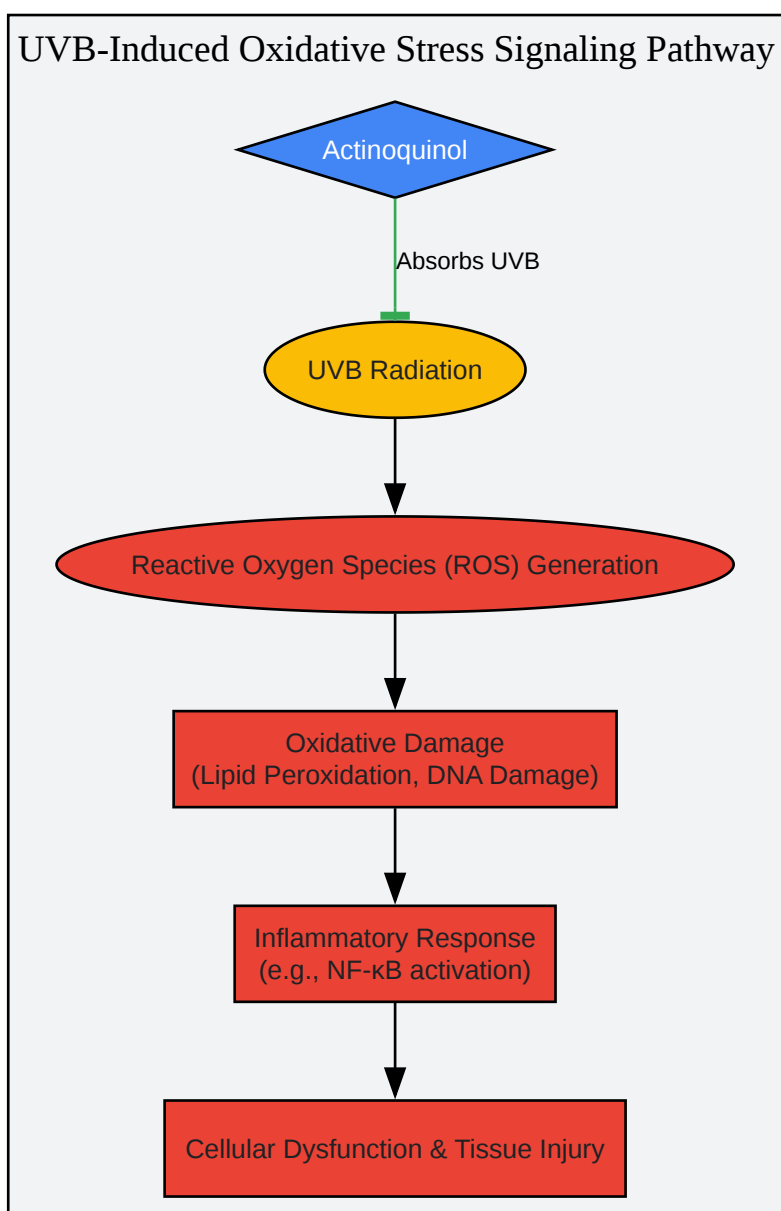 UVB-Induced Oxidative Stress Signaling Pathway
Actinoquinol
Absorbs UVB
UVB Radiation
Reactive Oxygen Species (ROS) Generation
Oxidative Damage
(Lipid Peroxidation, DNA Damage)
Inflammatory Response
(e.g., NF-κB activation)
Cellular Dysfunction & Tissue Injury